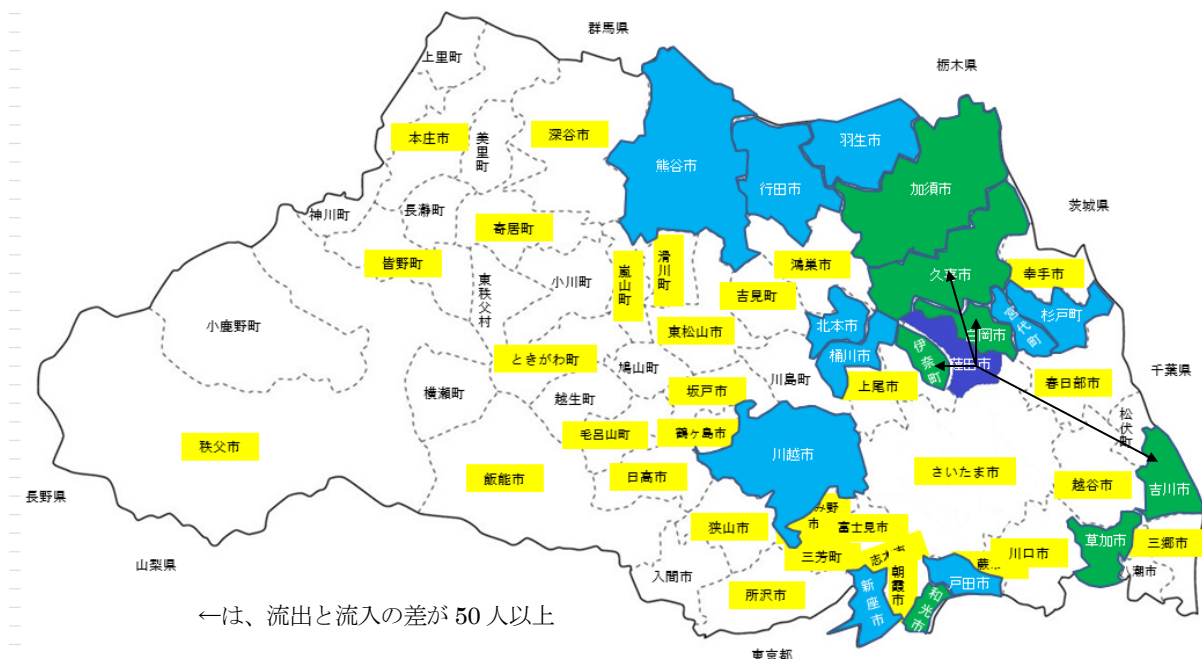 群馬県
栃木県
上里町
本庄市
美里町
深谷市
熊谷市
行田市
羽生市
加須市
茨城県
神川町
長瀞町
寄居町
皆野町
東秩父村
小川町
嵐山町
滑川町
吉見町
鴻巣市
久喜市
幸手市
小鹿野町
東松山市
北本市
桶川市
伊奈町
白岡市
宮代町
杉戸町
ときがわ町
鳩山町
川島町
上尾市
蓮田市
春日部市
千葉県
横瀬町
越生町
坂戸市
松伏町
秩父市
毛呂山町
鶴ヶ島市
川越市
飯能市
日高市
さいたま市
越谷市
吉川市
長野県
狭山市
み野市
富士見市
草加市
三郷市
山梨県
入間市
三芳町
志木市
朝霞市
蕨
川口市
潮市
所沢市
新座市
和光市
戸田市
←は、流出と流入の差が 50 人以上
東京都